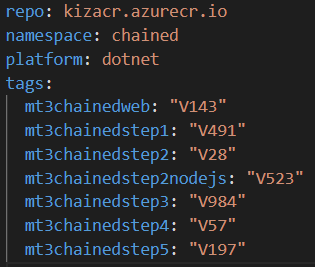 repo: kizacr.azurecr.io
namespace: chained
platform: dotnet
tags:
  mt3chainedweb: "V143"
  mt3chainedstep1: "V491"
  mt3chainedstep2: "V28"
  mt3chainedstep2nodejs: "V523"
  mt3chainedstep3: "V984"
  mt3chainedstep4: "V57"
  mt3chainedstep5: "V197"